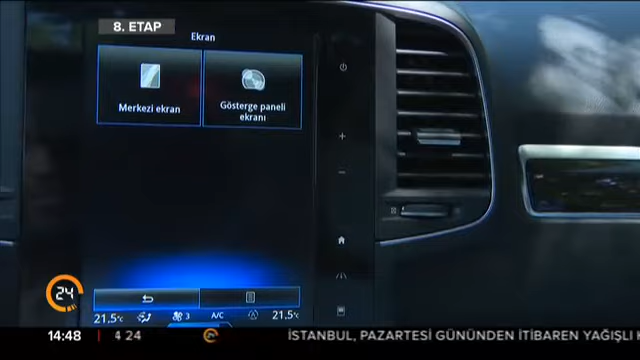 8. ETAP
Ekran
Merkezi ekran
Gösterge paneli
ekranı
21,5°C
3
A/C
21,5°C
24
14:48
4 24
İSTANBUL, PAZARTESİ GÜNÜNDEN İTİBAREN YAĞIŞLI